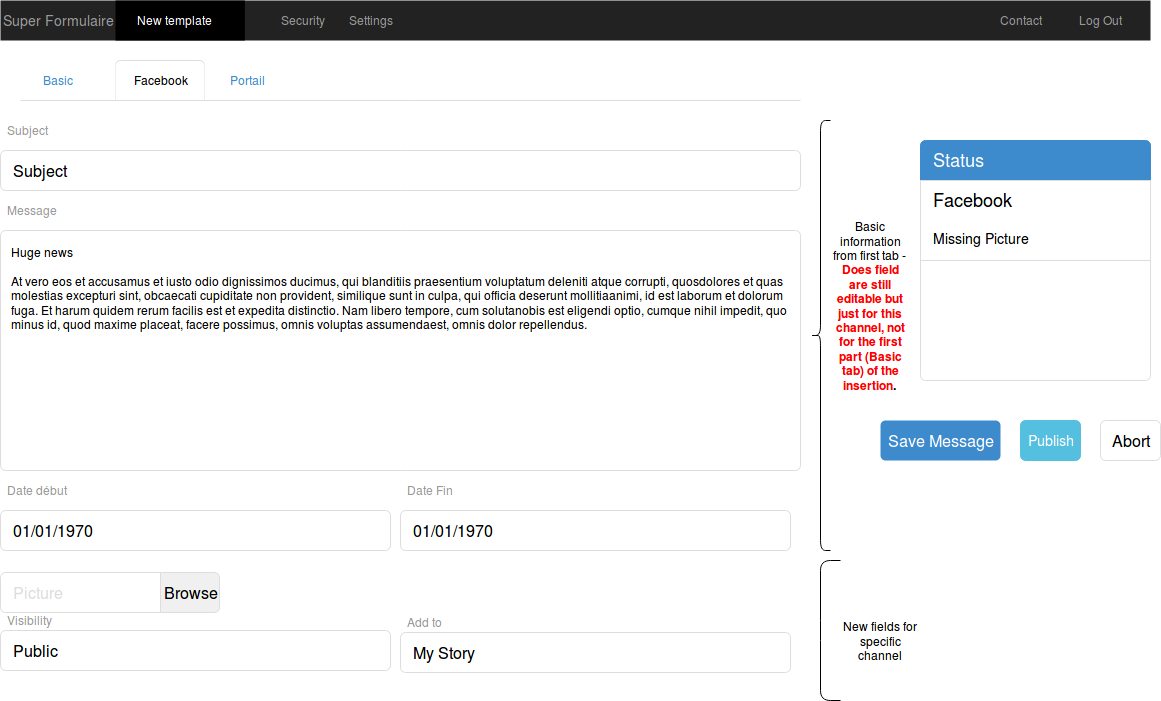 Super Formulaire New template Security Settings Contact Log Out
Basic Facebook Portail
Subject
Subject
Message
Huge news
At vero eos et accusamus et iusto odio dignissimos ducimus, qui blanditiis praesentium voluptatum deleniti atque corrupti, quosdolores et quas
molestias excepturi sint, obcaecati cupiditate non provident, similique sunt in culpa, qui officia deserunt mollitiaanimi, id est laborum et dolorum
fuga. Et harum quidem rerum facilis est et expedita distinctio. Nam libero tempore, cum solutanobis est eligendi optio, cumque nihil impedit, quo
minus id, quod maxime placeat, facere possimus, omnis voluptas assumendaest, omnis dolor repellendus.
Date début Date Fin
01/01/1970 01/01/1970
Picture Browse
Visibility Add to
Public My Story
Basic
information
from first tab -
Does field
are still
editable but
just for this
channel, not
for the first
part (Basic
tab) of the
insertion.
Status
Facebook
Missing Picture
Save Message Publish Abort
New fields for
specific
channel